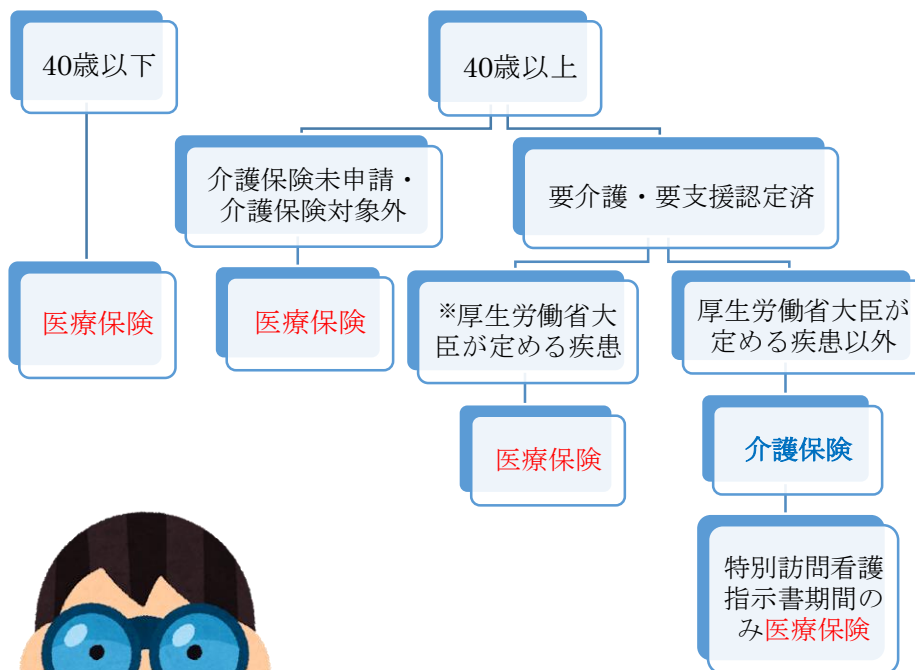 40歳以下
40歳以上
介護保険未申請・
介護保険対象外
要介護・要支援認定済
医療保険
医療保険
※厚生労働省大
臣が定める疾患
厚生労働大臣が
定める疾患以外
医療保険
介護保険
特別訪問看護
指示書期間の
み医療保険